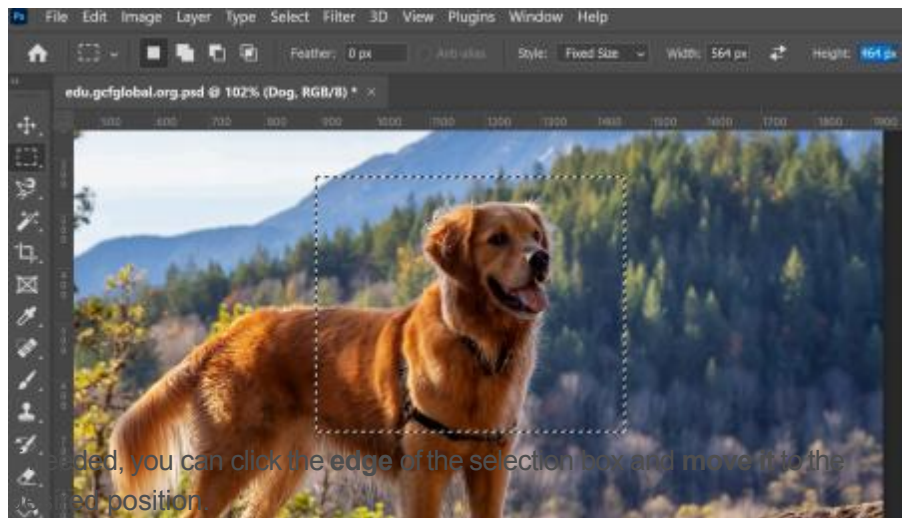 Ps File Edit Image Layer Type Select Filter 3D View Plugins Window Help
Feather: 0 px Anti-alias Style: Fixed Size Width: 564 px Height: 464 px
edu.gcfglobal.org.psd @ 102% (Dog, RGB/8) * ×
500 600 700 800 900 1000 1100 1200 1300 1400 1500 1600 1700 1800 1900
you can click the edge of the selection box and move it to the
position.